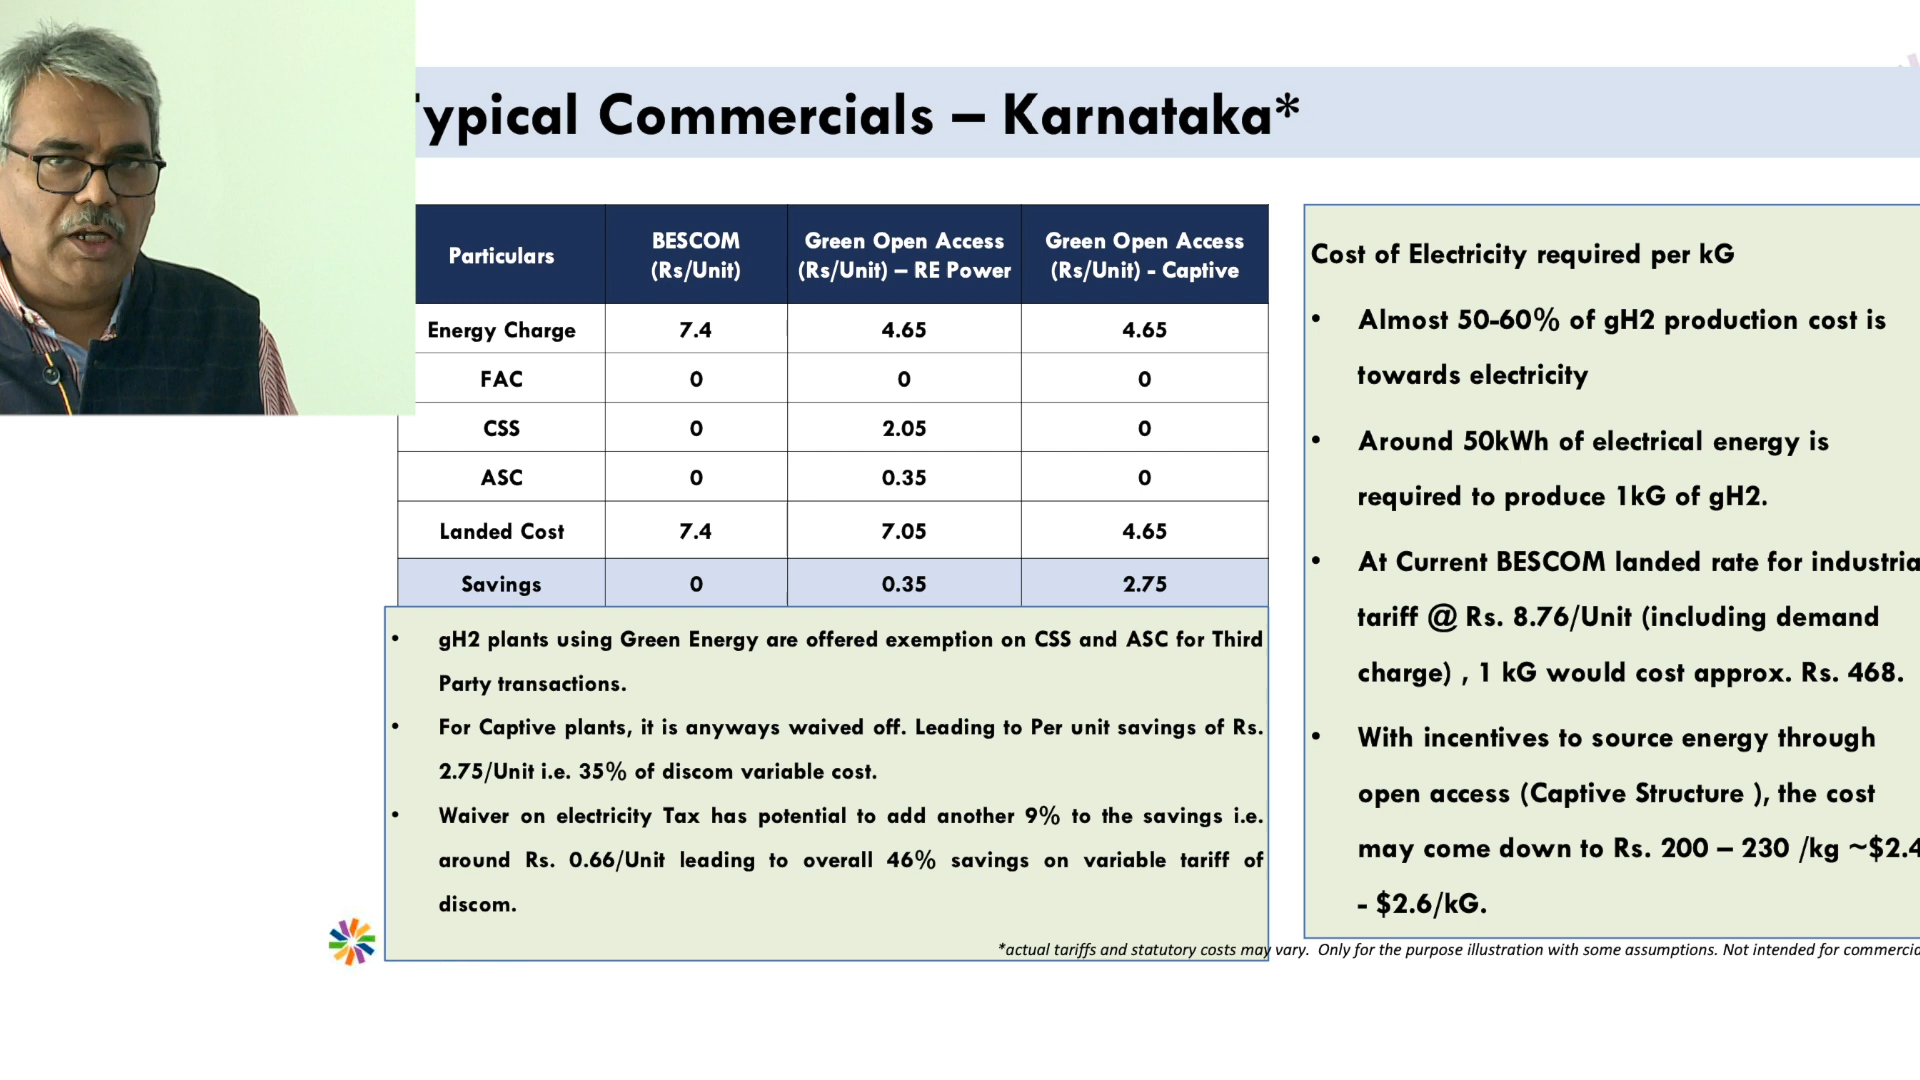 Typical Commercials – Karnataka*
Particulars
BESCOM
(Rs/Unit)
Green Open Access
(Rs/Unit) – RE Power
Green Open Access
(Rs/Unit) - Captive
Energy Charge 7.4 4.65 4.65
FAC 0 0 0
CSS 0 2.05 0
ASC 0 0.35 0
Landed Cost 7.4 7.05 4.65
Savings 0 0.35 2.75
• gH2 plants using Green Energy are offered exemption on CSS and ASC for Third
Party transactions.
• For Captive plants, it is anyways waived off. Leading to Per unit savings of Rs.
2.75/Unit i.e. 35% of discom variable cost.
• Waiver on electricity Tax has potential to add another 9% to the savings i.e.
around Rs. 0.66/Unit leading to overall 46% savings on variable tariff of
discom.
Cost of Electricity required per kG
• Almost 50-60% of gH2 production cost is
towards electricity
• Around 50kWh of electrical energy is
required to produce 1kG of gH2.
• At Current BESCOM landed rate for industria
tariff @ Rs. 8.76/Unit (including demand
charge) , 1 kG would cost approx. Rs. 468.
• With incentives to source energy through
open access (Captive Structure ), the cost
may come down to Rs. 200 – 230 /kg ~$2.4
- $2.6/kG.
*actual tariffs and statutory costs may vary. Only for the purpose illustration with some assumptions. Not intended for commercia